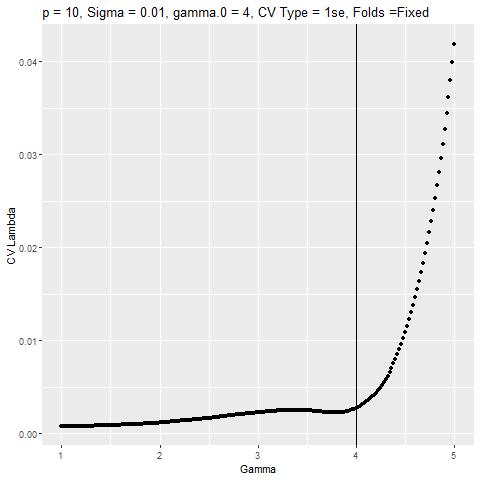 p = 10, Sigma = 0.01, gamma.0 = 4, CV Type = 1se, Folds =Fixed
0.04
0.03
0.02
0.01
0.00
CV.Lambda
1 2 3 4 5
Gamma